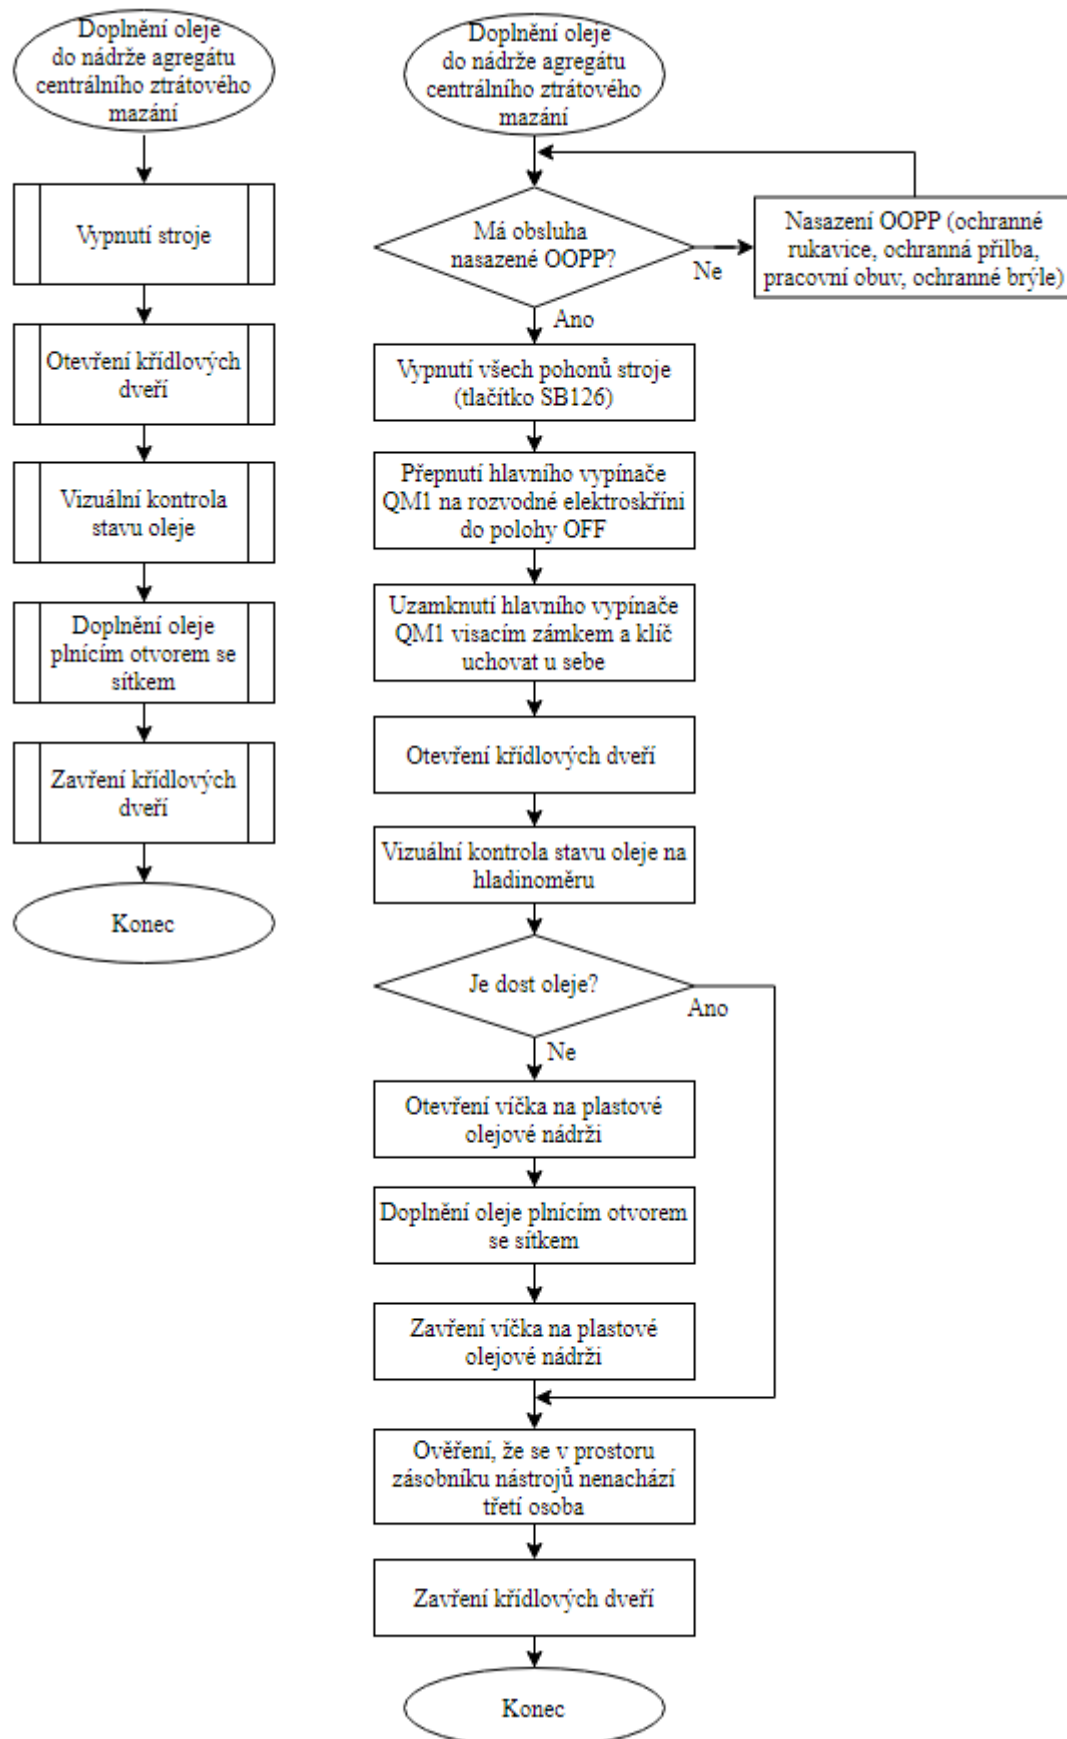 Doplnění oleje
do nádrže agregátu
centrálního ztrátového
mazání
Vypnutí stroje
Otevření křídlových
dveří
Vizuální kontrola
stavu oleje
Doplnění oleje
plnícím otvorem se
sítkem
Zavření křídlových
dveří
Konec
Doplnění oleje
do nádrže agregátu
centrálního ztrátového
mazání
Má obsluha
nasazené OOPP?
Ne
Nasazení OOPP (ochranné
rukavice, ochranná přilba,
pracovní obuv, ochranné brýle)
Ano
Vypnutí všech pohonů stroje
(tlačítko SB126)
Přepnutí hlavního vypínače
QM1 na rozvodné elektroskříni
do polohy OFF
Uzamknutí hlavního vypínače
QM1 visacím zámkem a klíč
uchovat u sebe
Otevření křídlových dveří
Vizuální kontrola stavu oleje na
hladinoměru
Je dost oleje?
Ano
Ne
Otevření víčka na plastové
olejové nádrži
Doplnění oleje plnícím otvorem
se sítkem
Zavření víčka na plastové
olejové nádrži
Ověření, že se v prostoru
zásobníku nástrojů nenachází
třetí osoba
Zavření křídlových dveří
Konec